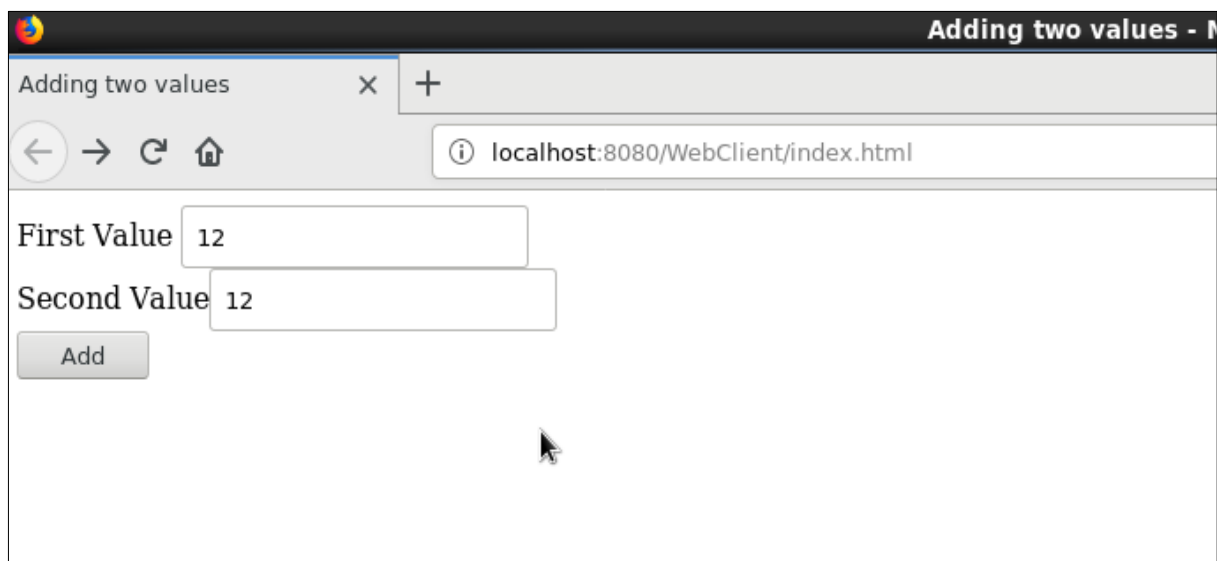 Adding two values -
Adding two values
localhost:8080/WebClient/index.html
First Value 12
Second Value 12
Add